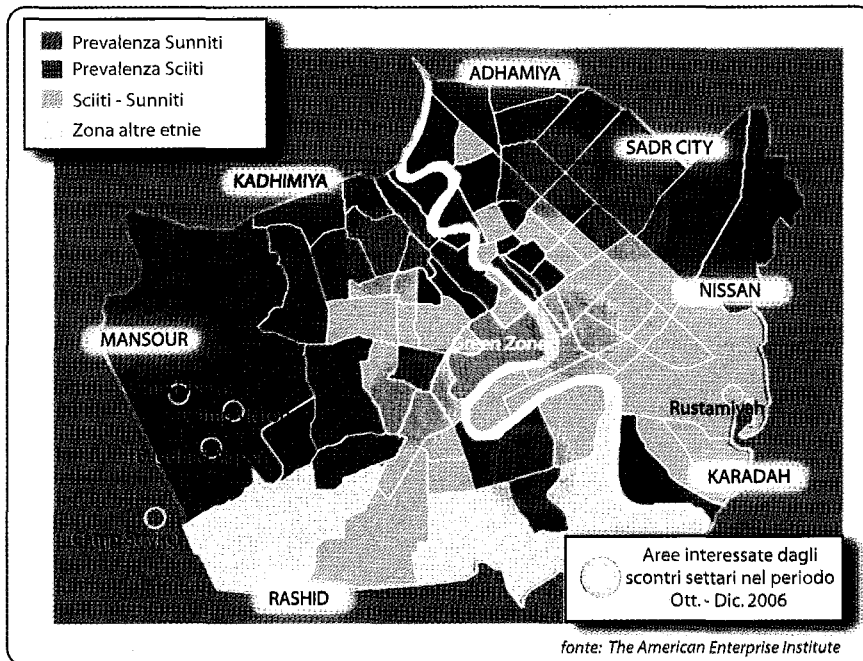 Prevalenza Sunniti
Prevalenza Sciiti
Sciiti - Sunniti
Zona altre etnie
ADHAMIYA
SADR CITY
KADHIMIYA
NISSAN
MANSOUR
Green Zone
Rustamiyah
KARADAH
RASHID
Aree interessate dagli
scontri settari nel periodo
Ott. - Dic. 2006
fonte: The American Enterprise Institute